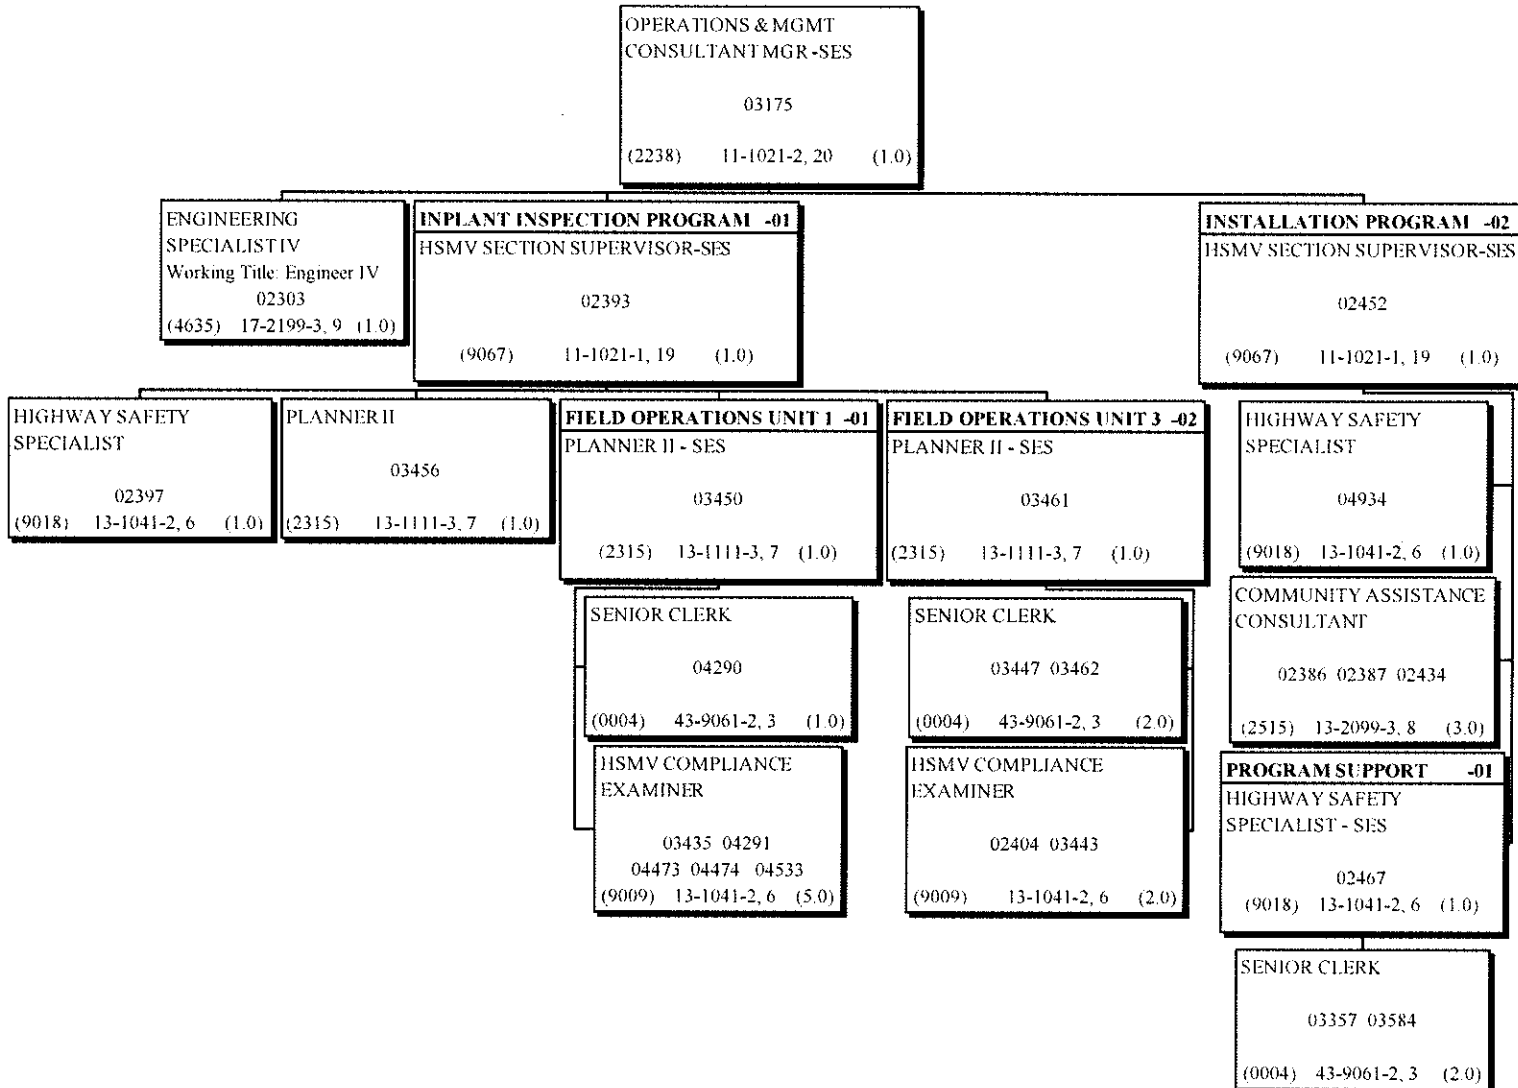 OPERATIONS & MGMT
CONSULTANT MGR -SES
03175
(2238) 11-1021-2, 20 (1.0)
ENGINEERING
SPECIALIST IV
Working Title: Engineer IV
02303
(4635) 17-2199-3, 9 (1.0)
INPLANT INSPECTION PROGRAM -01
HSMV SECTION SUPERVISOR-SES
02393
(9067) 11-1021-1, 19 (1.0)
INSTALLATION PROGRAM -02
HSMV SECTION SUPERVISOR-SES
02452
(9067) 11-1021-1, 19 (1.0)
HIGHWAY SAFETY
SPECIALIST
02397
(9018) 13-1041-2, 6 (1.0)
PLANNER II
03456
(2315) 13-1111-3, 7 (1.0)
FIELD OPERATIONS UNIT 1 -01
PLANNER II - SES
03450
(2315) 13-1111-3, 7 (1.0)
FIELD OPERATIONS UNIT 3 -02
PLANNER II - SES
03461
(2315) 13-1111-3, 7 (1.0)
HIGHWAY SAFETY
SPECIALIST
04934
(9018) 13-1041-2, 6 (1.0)
SENIOR CLERK
04290
(0004) 43-9061-2, 3 (1.0)
SENIOR CLERK
03447 03462
(0004) 43-9061-2, 3 (2.0)
COMMUNITY ASSISTANCE
CONSULTANT
02386 02387 02434
(2515) 13-2099-3, 8 (3.0)
HSMV COMPLIANCE
EXAMINER
03435 04291
04473 04474 04533
(9009) 13-1041-2, 6 (5.0)
HSMV COMPLIANCE
EXAMINER
02404 03443
(9009) 13-1041-2, 6 (2.0)
PROGRAM SUPPORT -01
HIGHWAY SAFETY
SPECIALIST - SES
02467
(9018) 13-1041-2, 6 (1.0)
SENIOR CLERK
03357 03584
(0004) 43-9061-2, 3 (2.0)